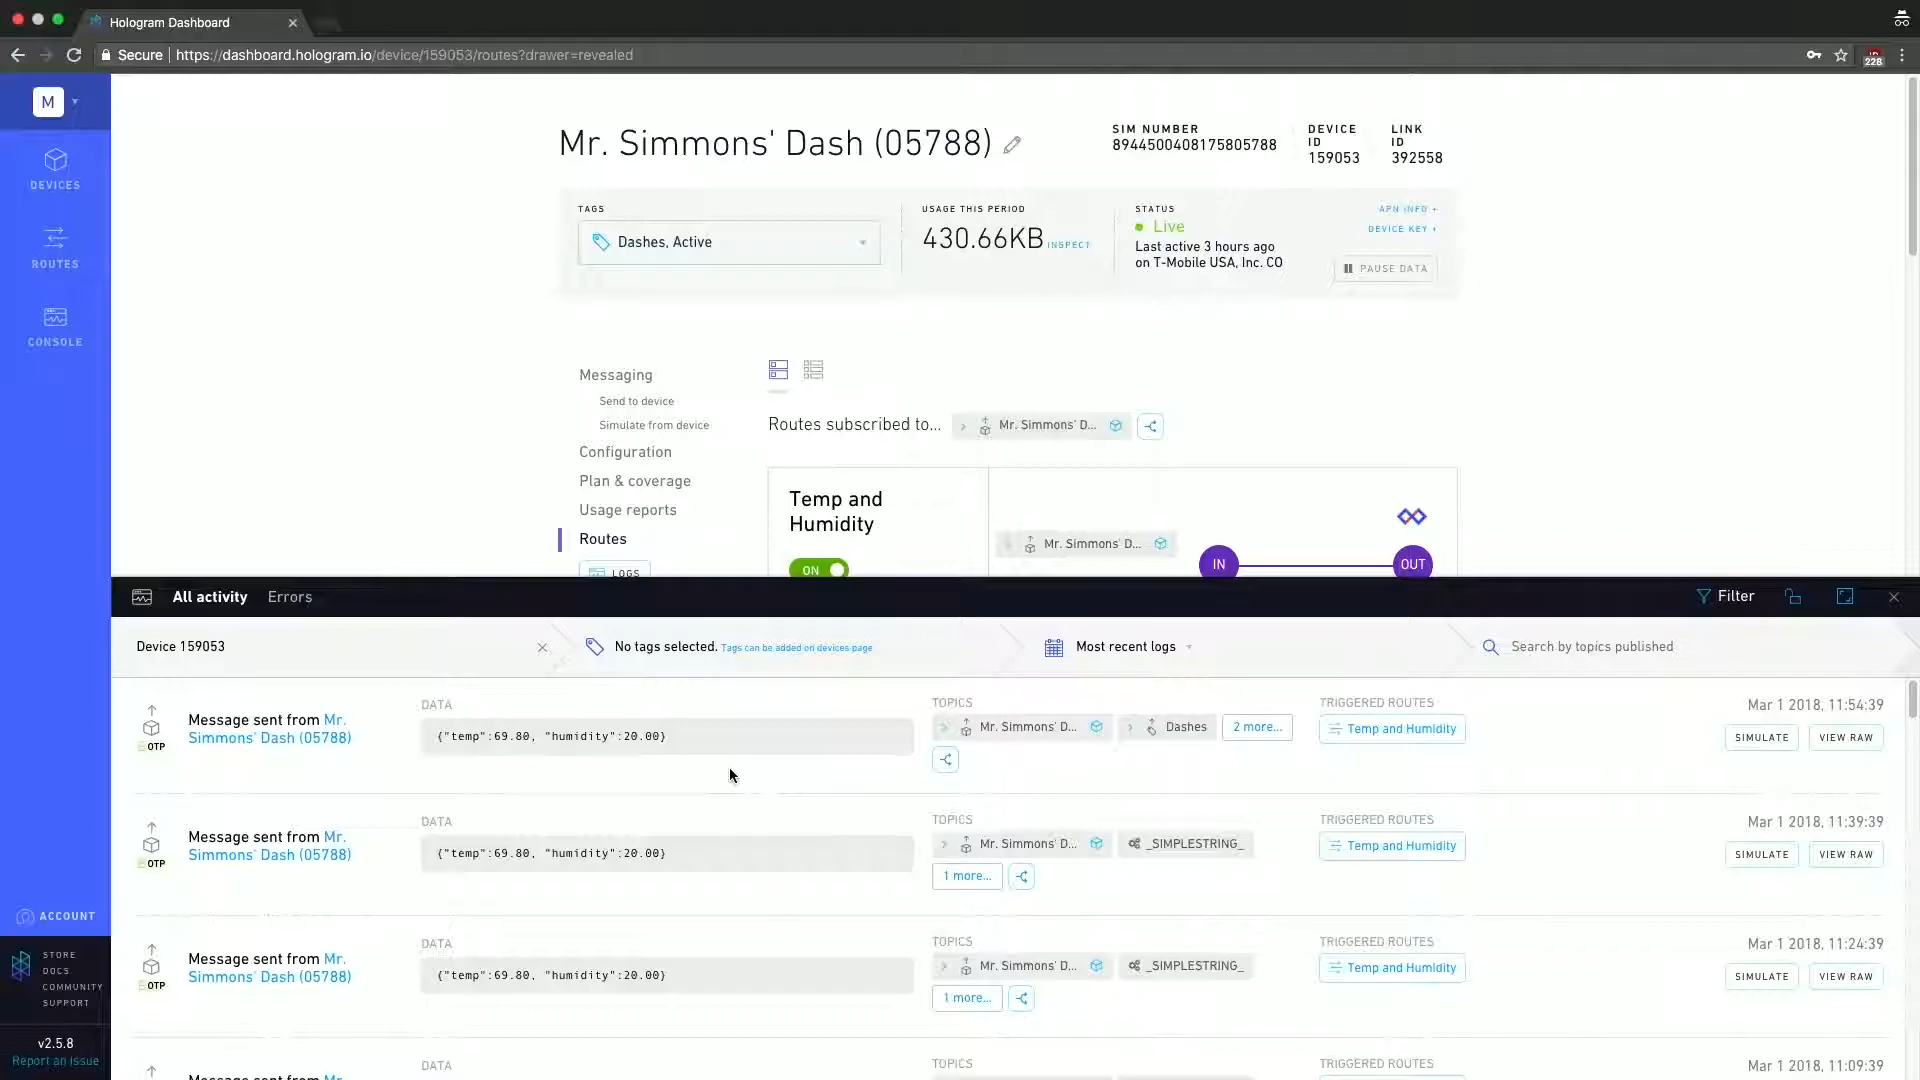 Hologram Dashboard
Secure
https://dashboard.hologram.io/device/159053/routes?drawer=revealed
228
M
DEVICES
ROUTES
CONSOLE
ACCOUNT
STORE
DOCS
COMMUNITY
SUPPORT
v2.5.8
Report an Issue
Mr. Simmons' Dash (05788)
SIM NUMBER
8944500408175805788
DEVICE
ID
159053
LINK
ID
392558
TAGS
Dashes, Active
USAGE THIS PERIOD
430.66KB INSPECT
STATUS
Live
Last active 3 hours ago
on T-Mobile USA, Inc. CO
APN INFO +
DEVICE KEY +
PAUSE DATA
Messaging
Send to device
Simulate from device
Configuration
Plan & coverage
Usage reports
Routes
LOGS
Routes subscribed to...
Mr. Simmons' D...
Temp and
Humidity
ON
Mr. Simmons' D...
IN
OUT
All activity
Errors
Filter
Device 159053
No tags selected. Tags can be added on devices page
Most recent logs
Search by topics published
OTP
Message sent from Mr.
Simmons' Dash (05788)
DATA
{"temp":69.80, "humidity":20.00}
TOPICS
Mr. Simmons' D...
Dashes
2 more...
TRIGGERED ROUTES
Temp and Humidity
Mar 1 2018, 11:54:39
SIMULATE
VIEW RAW
OTP
Message sent from Mr.
Simmons' Dash (05788)
DATA
{"temp":69.80, "humidity":20.00}
TOPICS
Mr. Simmons' D...
_SIMPLESTRING_
1 more...
TRIGGERED ROUTES
Temp and Humidity
Mar 1 2018, 11:39:39
SIMULATE
VIEW RAW
OTP
Message sent from Mr.
Simmons' Dash (05788)
DATA
{"temp":69.80, "humidity":20.00}
TOPICS
Mr. Simmons' D...
_SIMPLESTRING_
1 more...
TRIGGERED ROUTES
Temp and Humidity
Mar 1 2018, 11:24:39
SIMULATE
VIEW RAW
Message sent from Mr.
DATA
TOPICS
TRIGGERED ROUTES
Mar 1 2018, 11:09:39